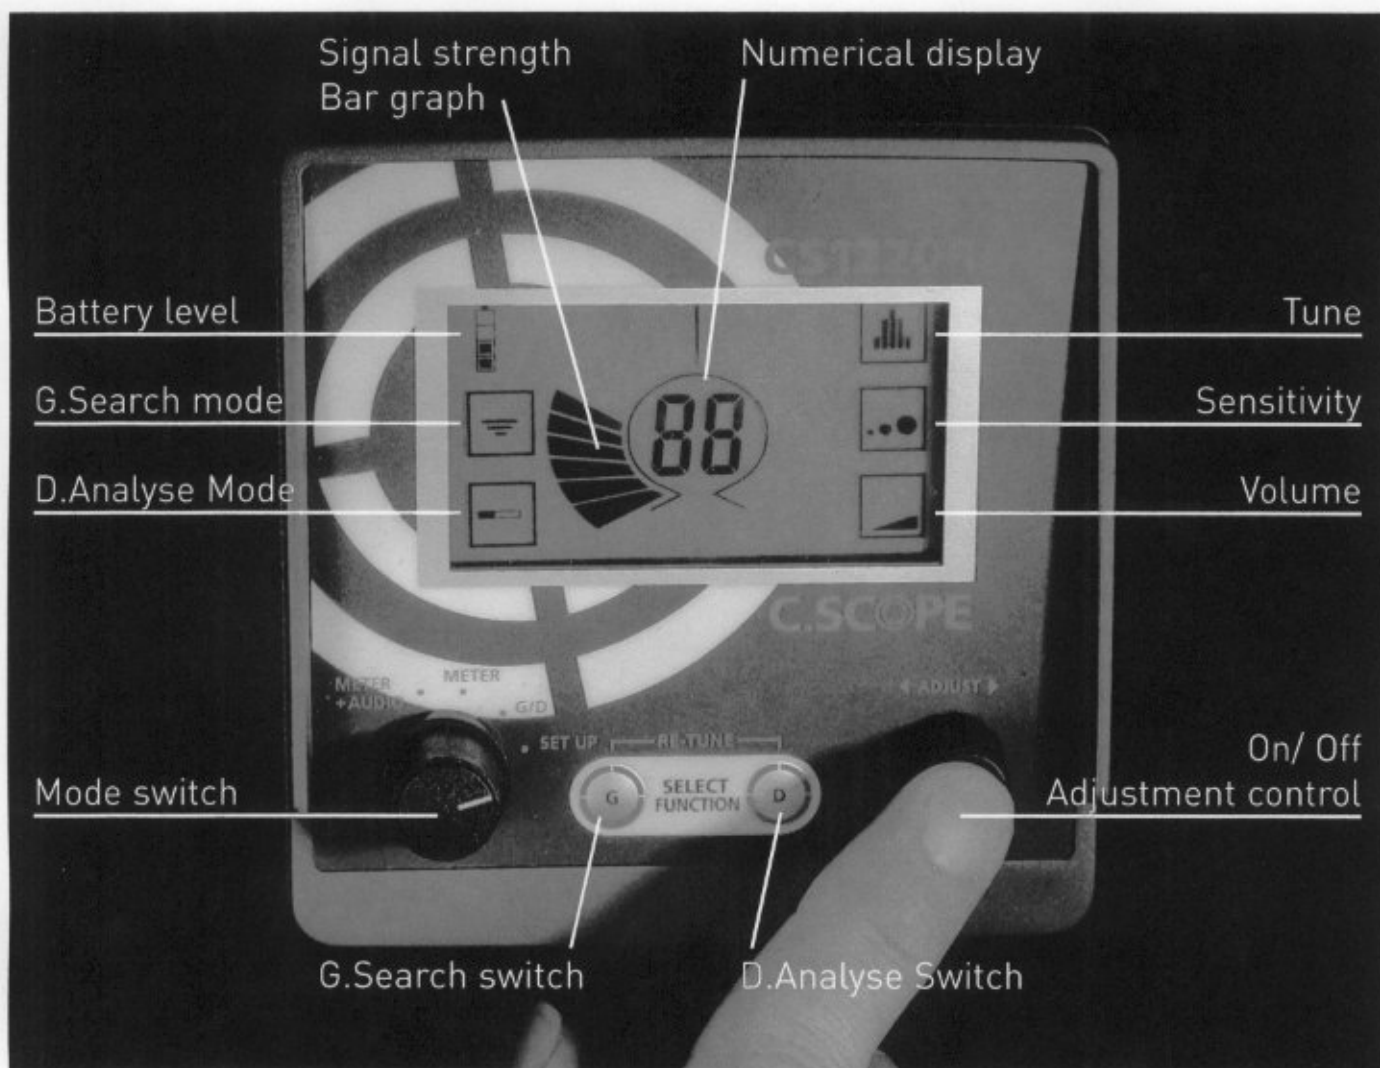 Signal strength
Bar graph
Numerical display
Battery level
G.Search mode
D.Analyse Mode
Tune
Sensitivity
Volume
88
C.SCOPE
METER
+AUDIO
METER
G/D
SET UP
RE-TUNE
ADJUST
G
SELECT
FUNCTION
D
Mode switch
On/ Off
Adjustment control
G.Search switch
D.Analyse Switch